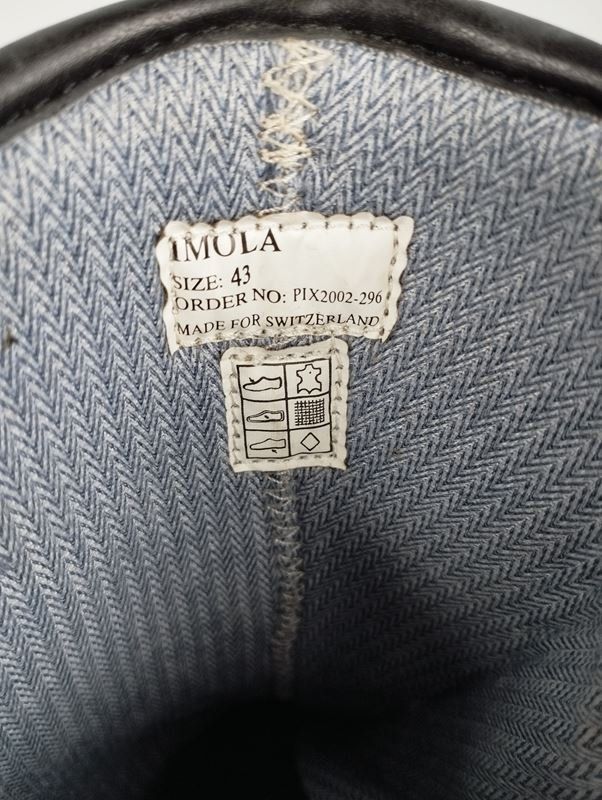 IMOLA
SIZE: 43
ORDER NO: PIX2002-296
MADE FOR SWITZERLAND